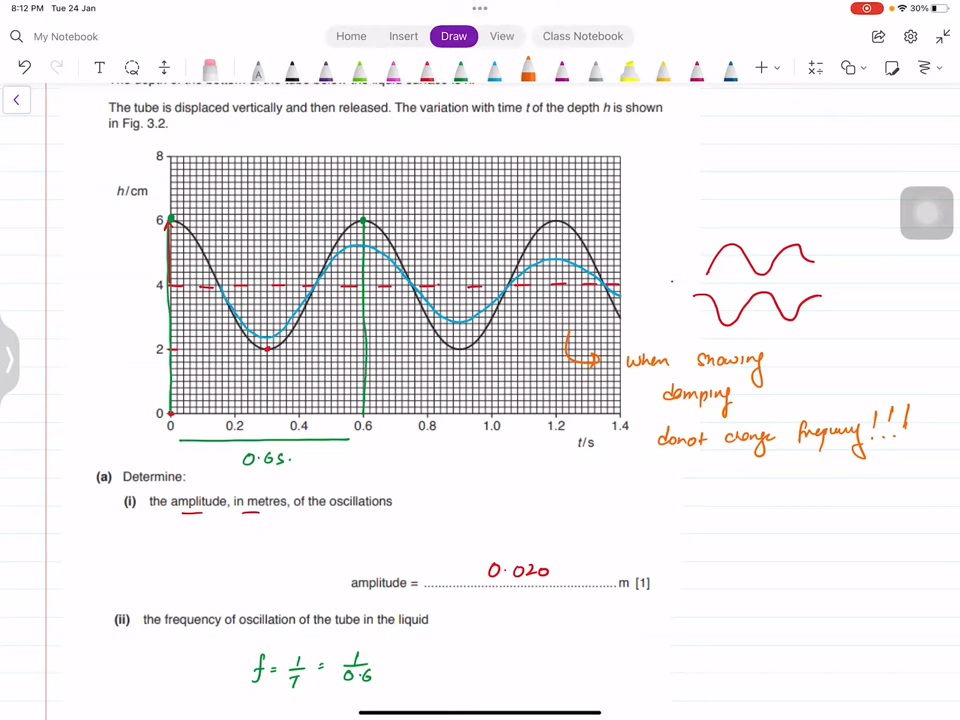 8:12 PM Tue 24 Jan
30%
My Notebook
Home Insert Draw View Class Notebook
The tube is displaced vertically and then released. The variation with time t of the depth h is shown
in Fig. 3.2.
8
h/cm
6
4
2
0
0 0.2 0.4 0.6 0.8 1.0 1.2 1.4
t/s
0.6s.
when showing
damping
donot change frequency!!!
(a) Determine:
(i) the amplitude, in metres, of the oscillations
0.020
amplitude = ...................................................... m [1]
(ii) the frequency of oscillation of the tube in the liquid
f = 1/T = 1/0.6